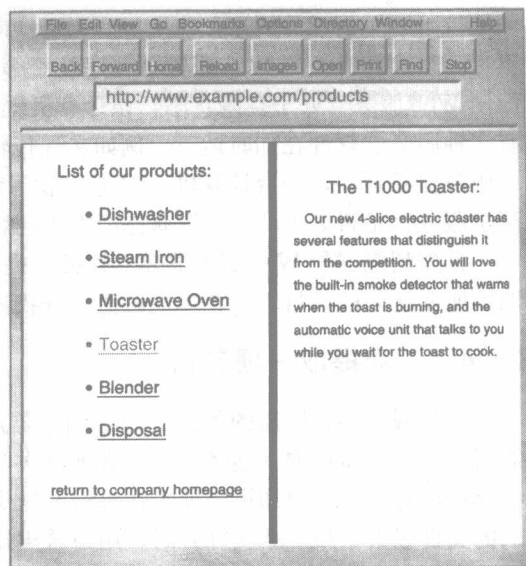 File Edit View Go Bookmarks Options Directory Window Help
Back Forward Home Reload Images Open Print Find Stop
http://www.example.com/products
List of our products:
• Dishwasher
• Steam Iron
• Microwave Oven
• Toaster
• Blender
• Disposal
return to company homepage
The T1000 Toaster:
Our new 4-slice electric toaster has
several features that distinguish it
from the competition. You will love
the built-in smoke detector that warns
when the toast is burning, and the
automatic voice unit that talks to you
while you wait for the toast to cook.